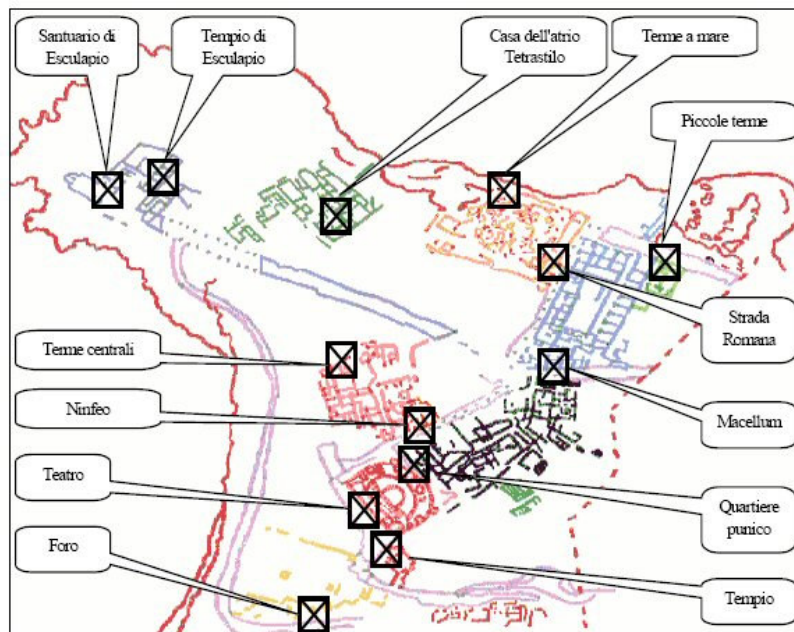 Santuario di
Esculapio
Tempio di
Esculapio
Casa dell'atrio
Tetrastilo
Terme a mare
Piccole terme
Strada
Romana
Terme centrali
Ninfeo
Macellum
Teatro
Quartiere
punico
Foro
Tempio